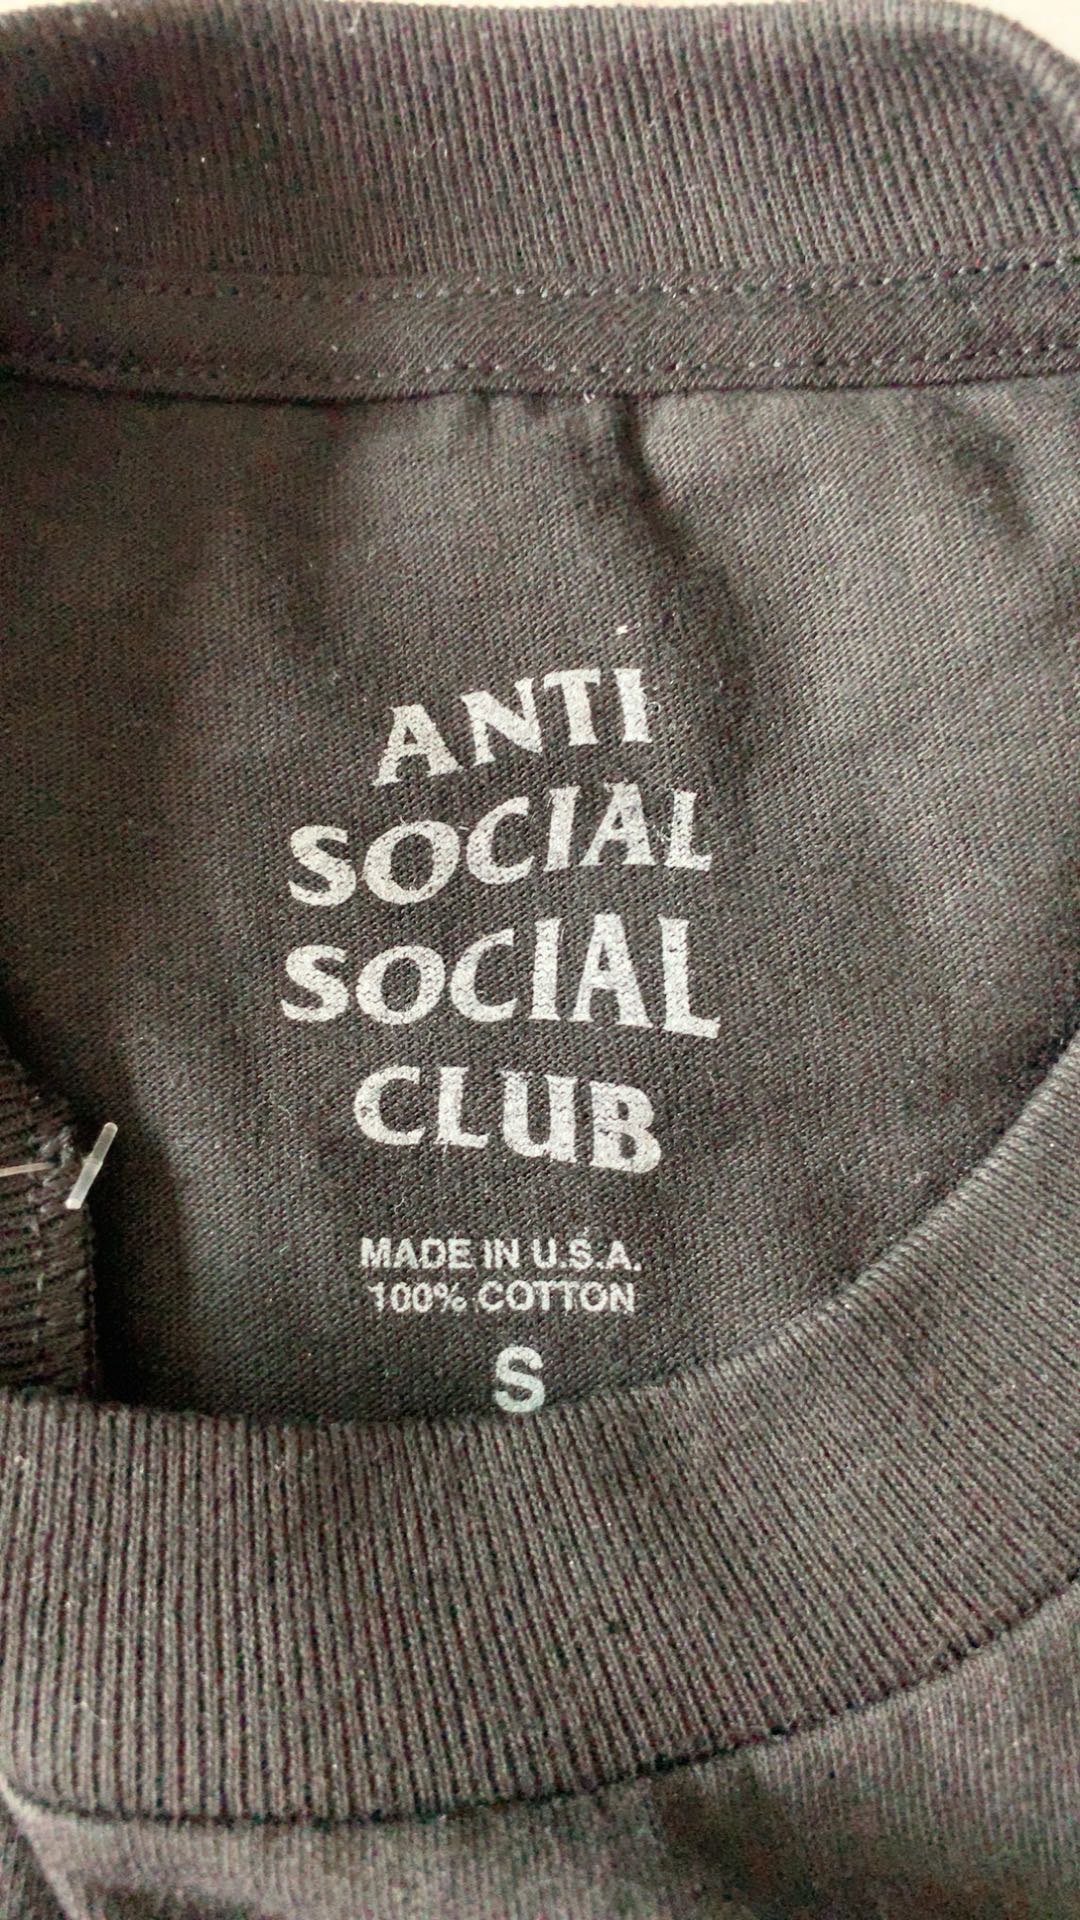 ANTI
SOCIAL
SOCIAL
CLUB
MADE IN U.S.A.
100% COTTON
S